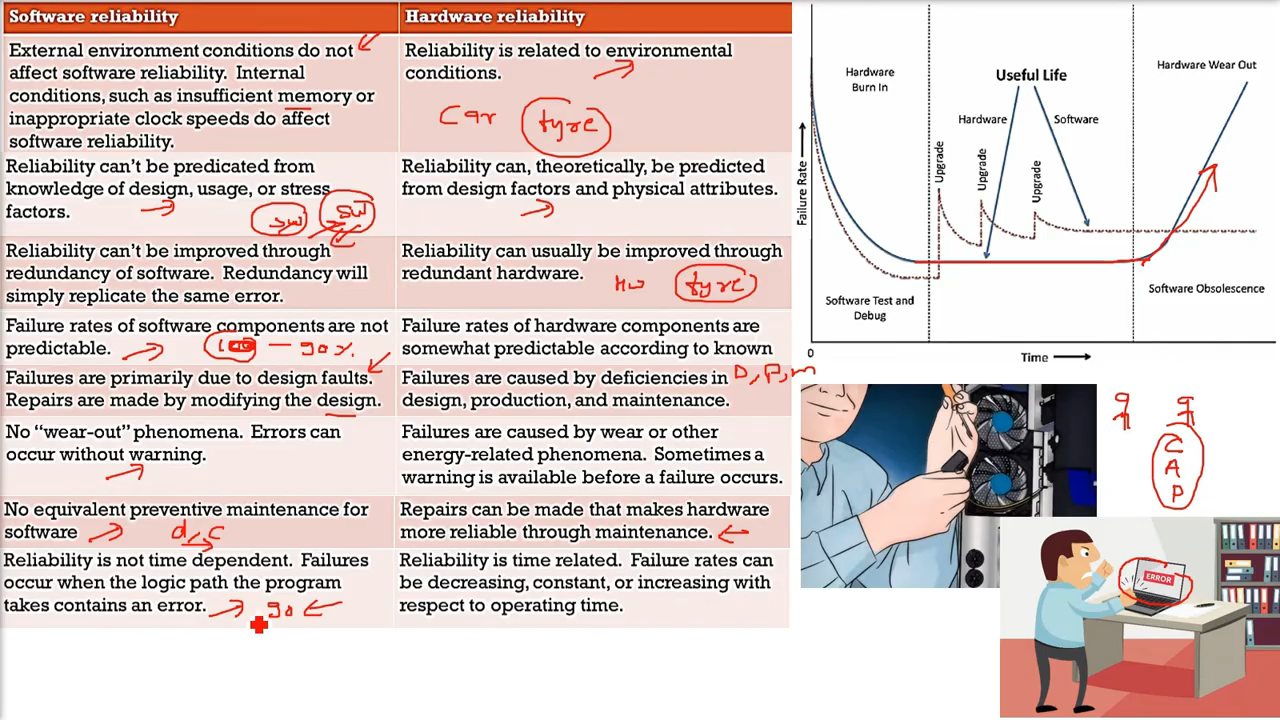 Software reliability
Hardware reliability
External environment conditions do not
affect software reliability. Internal
conditions, such as insufficient memory or
inappropriate clock speeds do affect
software reliability.
Reliability is related to environmental
conditions.
Car tyre
Reliability can't be predicated from
knowledge of design, usage, or stress
factors.
sw sw
Reliability can, theoretically, be predicted
from design factors and physical attributes.
Reliability can't be improved through
redundancy of software. Redundancy will
simply replicate the same error.
Reliability can usually be improved through
redundant hardware.
Hw tyre
Failure rates of software components are not
predictable.
90%.
Failure rates of hardware components are
somewhat predictable according to known
Failures are primarily due to design faults.
Repairs are made by modifying the design.
Failures are caused by deficiencies in
design, production, and maintenance.
D, P, m
No “wear-out” phenomena. Errors can
occur without warning.
Failures are caused by wear or other
energy-related phenomena. Sometimes a
warning is available before a failure occurs.
No equivalent preventive maintenance for
software
d, c
Repairs can be made that makes hardware
more reliable through maintenance.
Reliability is not time dependent. Failures
occur when the logic path the program
takes contains an error.
90
Reliability is time related. Failure rates can
be decreasing, constant, or increasing with
respect to operating time.
Hardware
Burn In
Useful Life
Hardware Wear Out
Hardware
Software
Failure Rate
Upgrade
Upgrade
Upgrade
Software Test and
Debug
Software Obsolescence
0
Time
C
A
P
ERROR